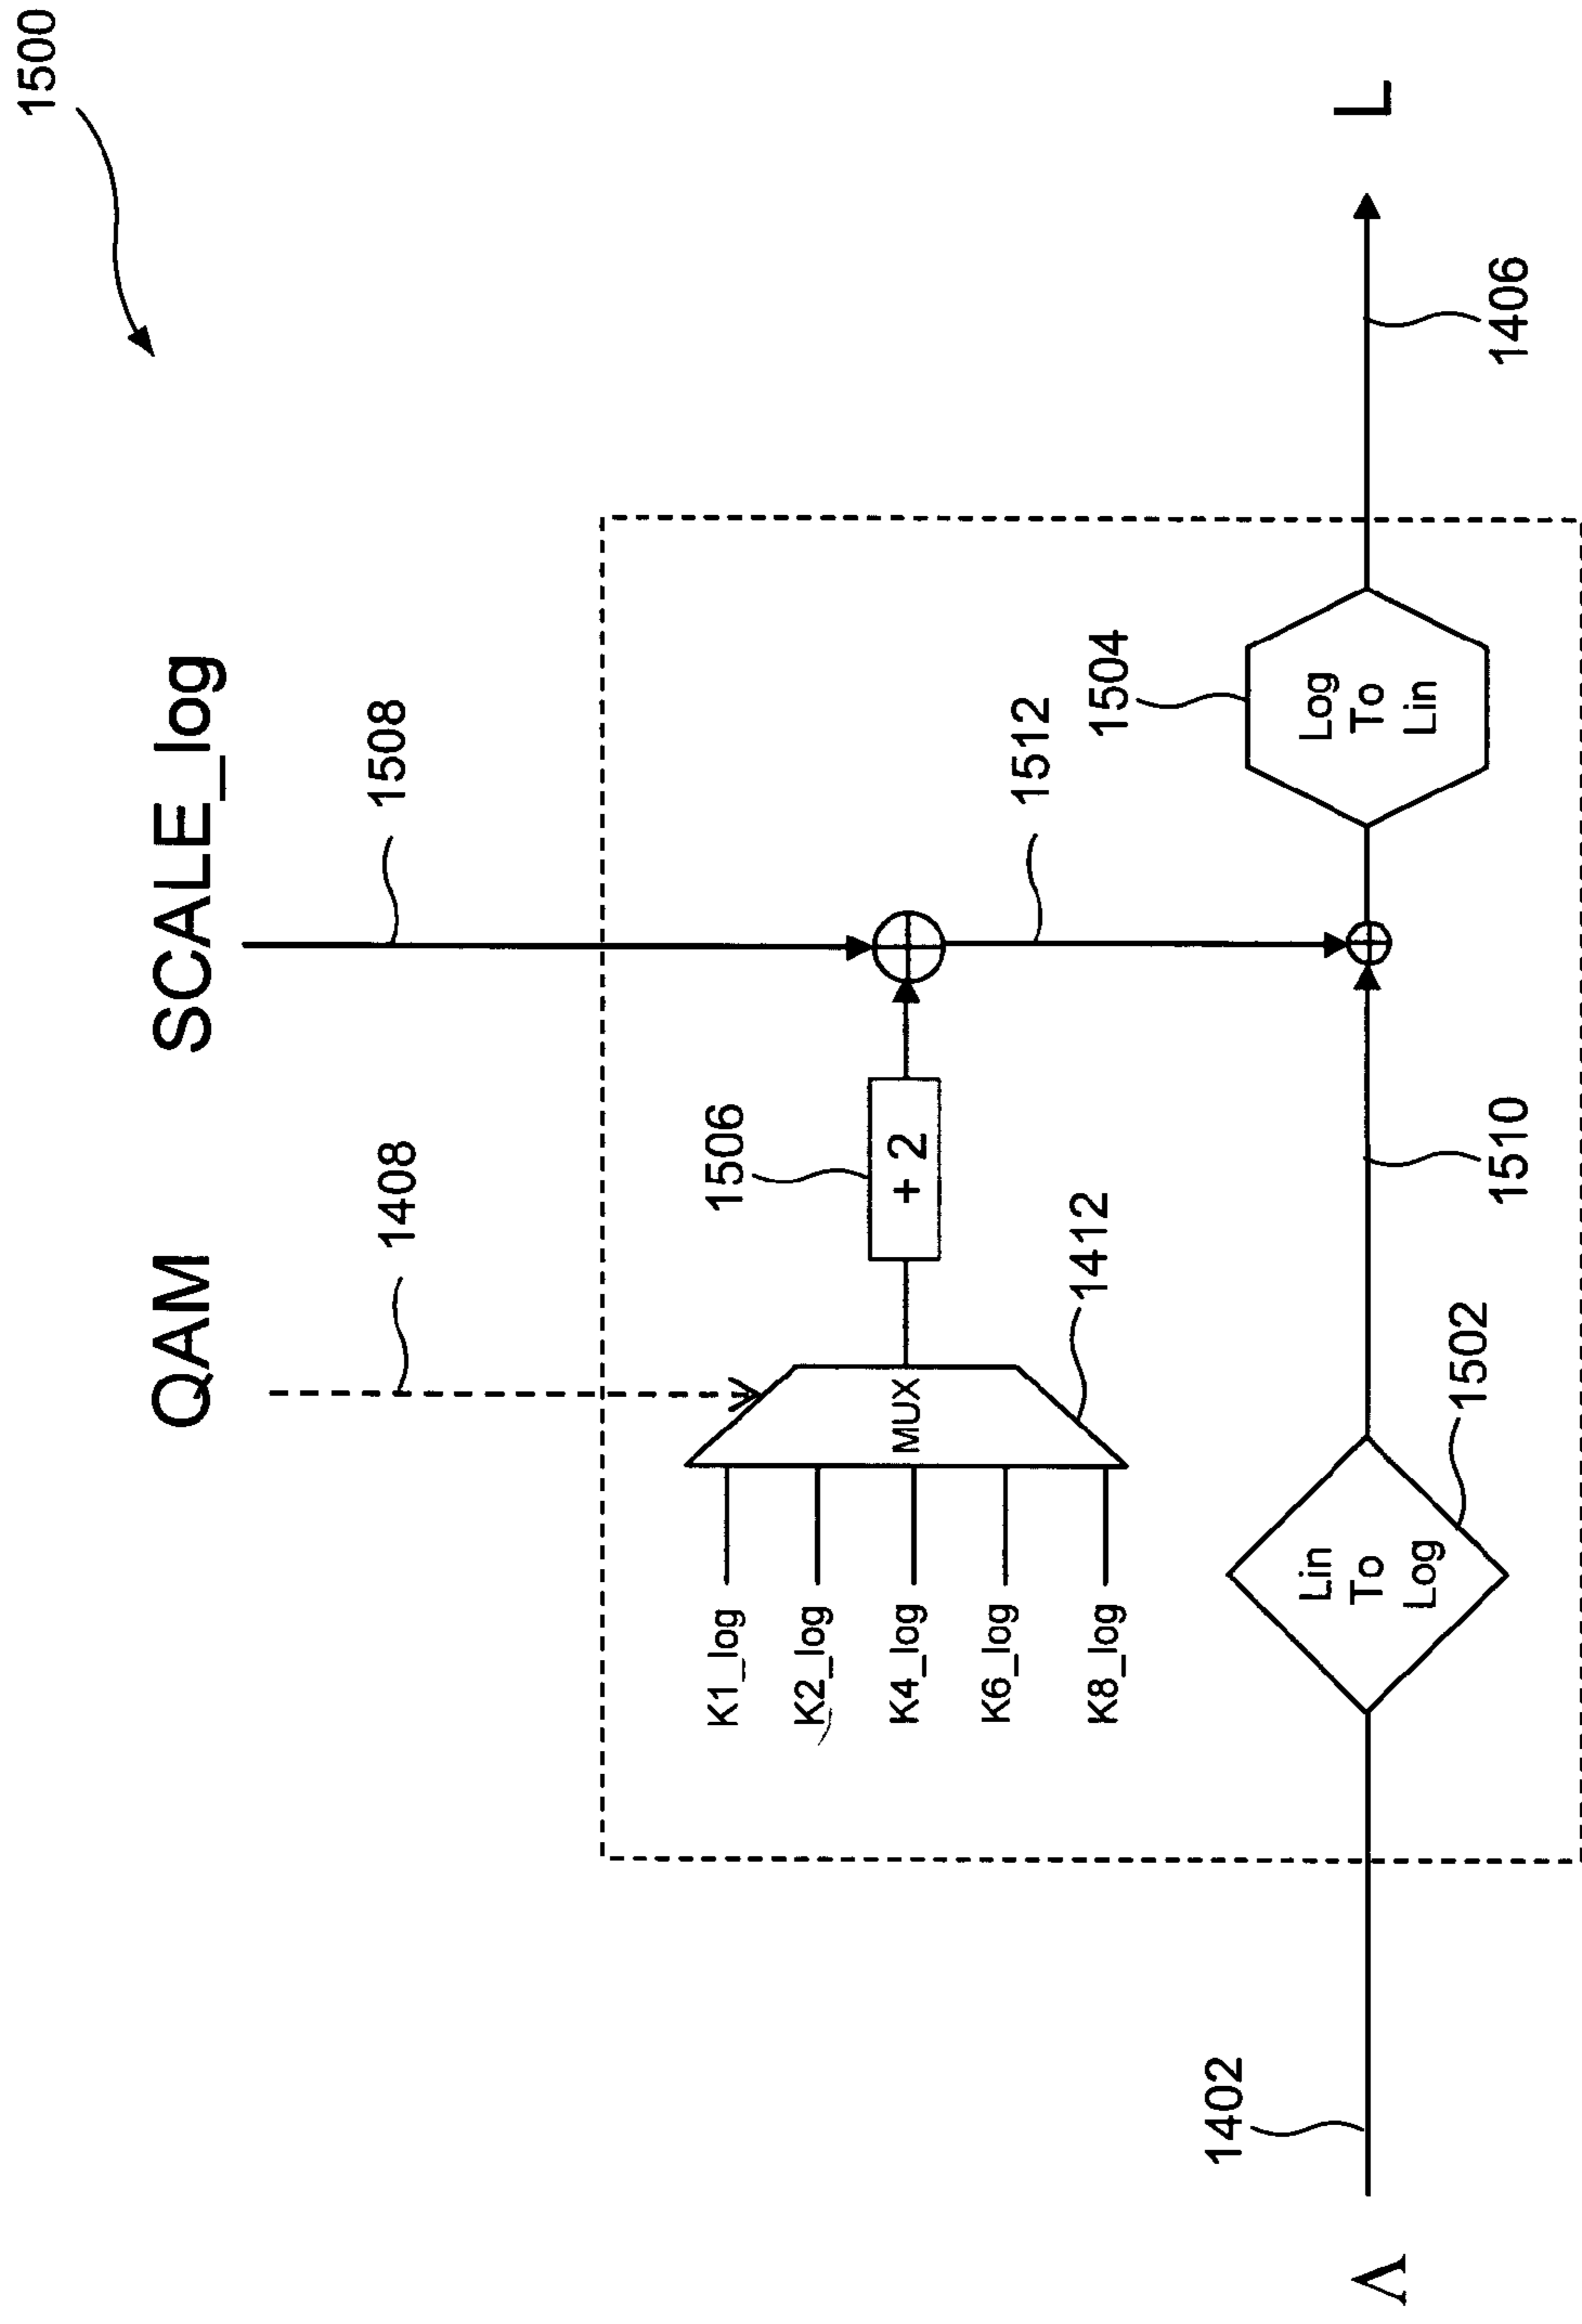 1500
QAM
SCALE_log
1408
1508
K1_log
K2_log
K4_log
K6_log
K8_log
MUX
1506
+ 2
1412
1512
1504
Λ
1402
Lin
To
Log
1502
1510
Log
To
Lin
1406
L